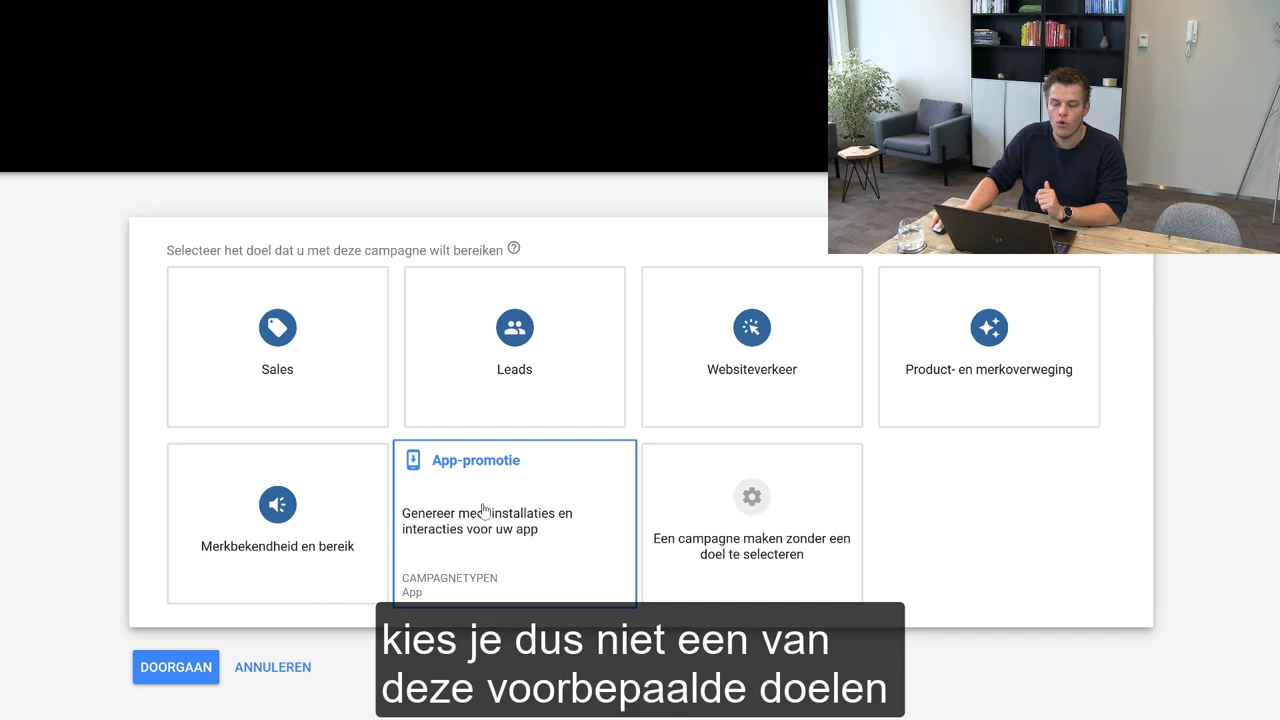 Selecteer het doel dat u met deze campagne wilt bereiken
Sales
Leads
Websiteverkeer
Product- en merkoverweging
Merkbekendheid en bereik
App-promotie
Genereer meer installaties en
interacties voor uw app
CAMPAGNETYPEN
App
Een campagne maken zonder een
doel te selecteren
DOORGAAN
ANNULEREN
kies je dus niet een van
deze voorbepaalde doelen